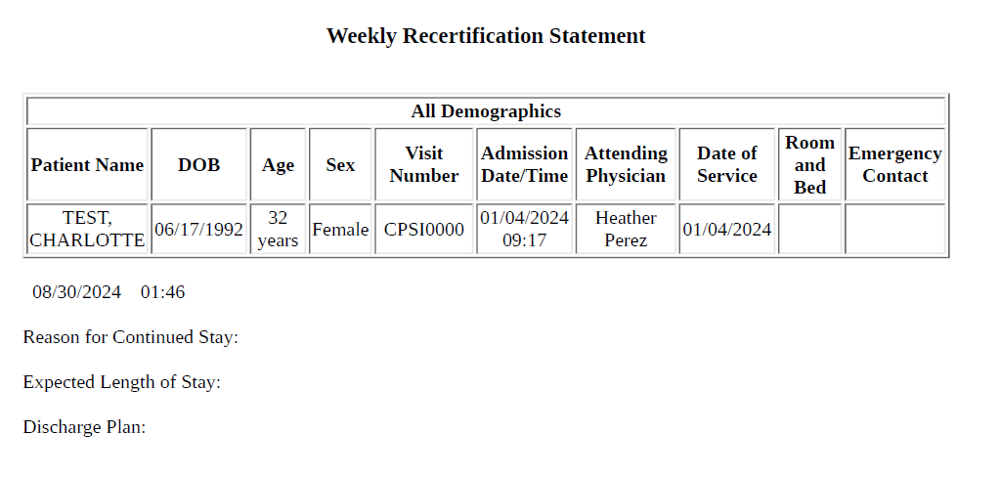 Weekly Recertification Statement
All Demographics
Patient Name DOB Age Sex Visit Number Admission Date/Time Attending Physician Date of Service Room and Bed Emergency Contact
TEST, CHARLOTTE 06/17/1992 32 years Female CPSI0000 01/04/2024 09:17 Heather Perez 01/04/2024
08/30/2024 01:46
Reason for Continued Stay:
Expected Length of Stay:
Discharge Plan: